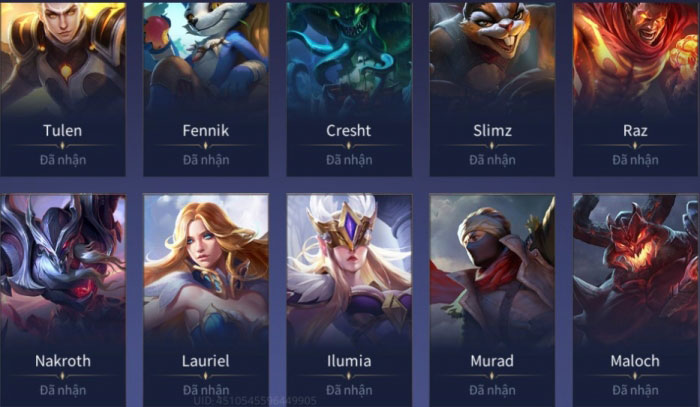 Tulen
Fennik
Cresht
Slimz
Raz
Đã nhận
Đã nhận
Đã nhận
Đã nhận
Đã nhận
Nakroth
Lauriel
Ilumia
Murad
Maloch
Đã nhận
Đã nhận
Đã nhận
Đã nhận
Đã nhận
UID: 4510545596449905